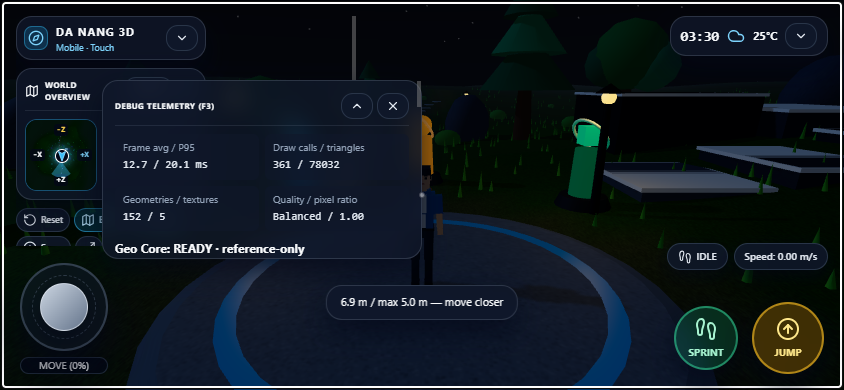 DA NANG 3D
Mobile · Touch
03:30
25°C
WORLD
OVERVIEW
-Z
-X
+X
+Z
Reset
DEBUG TELEMETRY (F3)
Frame avg / P95
12.7 / 20.1 ms
Draw calls / triangles
361 / 78032
Geometries / textures
152 / 5
Quality / pixel ratio
Balanced / 1.00
Geo Core: READY · reference-only
IDLE
Speed: 0.00 m/s
6.9 m / max 5.0 m — move closer
MOVE (0%)
SPRINT
JUMP